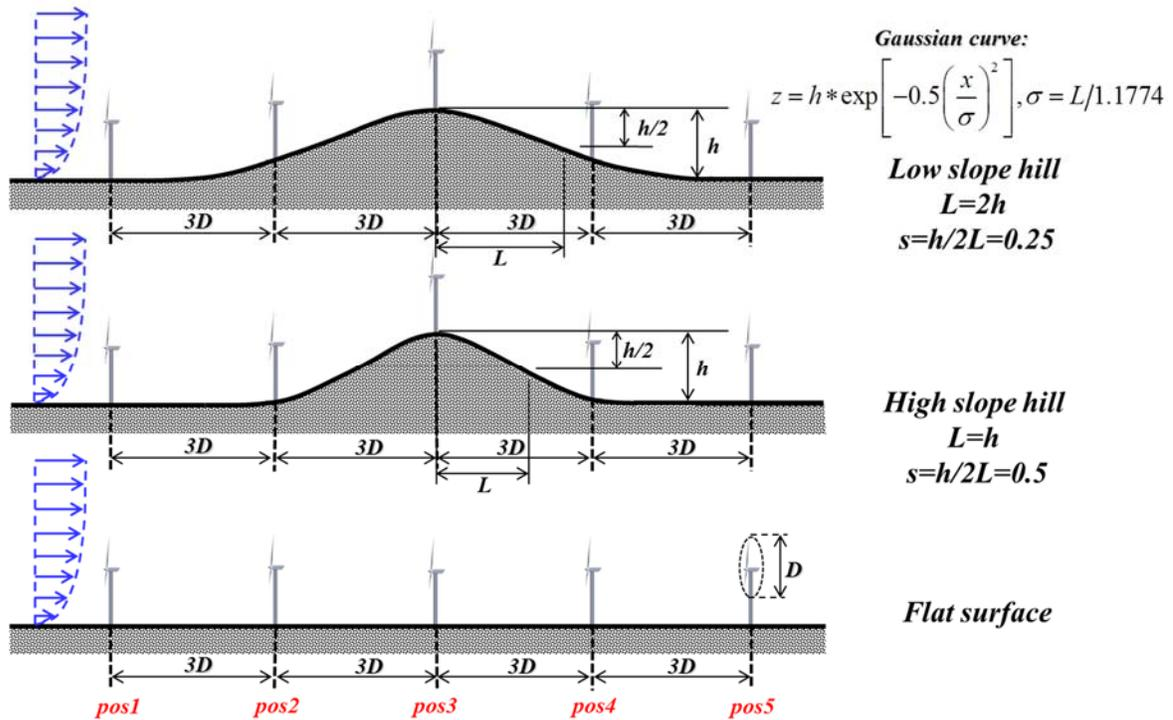 Gaussian curve:
z = h*exp[-0.5(x/σ)^2], σ = L/1.1774
h/2
h
Low slope hill
L=2h
s=h/2L=0.25
3D 3D 3D 3D
L
h/2
h
High slope hill
L=h
s=h/2L=0.5
3D 3D 3D 3D
L
D
Flat surface
3D 3D 3D 3D
pos1 pos2 pos3 pos4 pos5